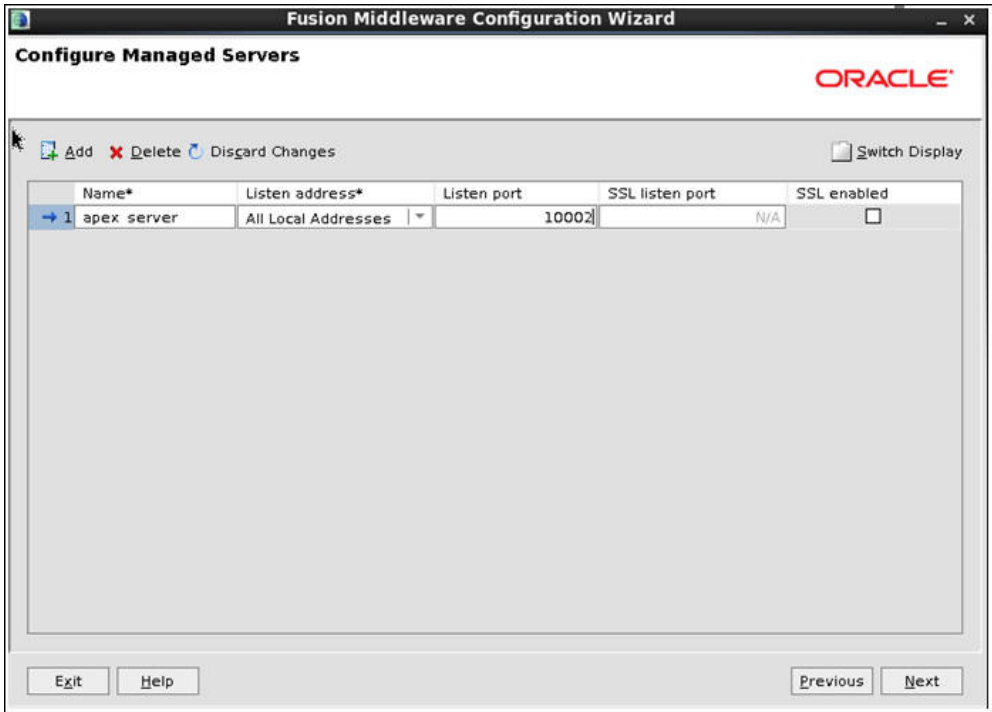 Fusion Middleware Configuration Wizard
Configure Managed Servers
ORACLE
Add Delete Discard Changes Switch Display
Name* Listen address* Listen port SSL listen port SSL enabled
1 apex server All Local Addresses 10002 N/A
Exit Help Previous Next